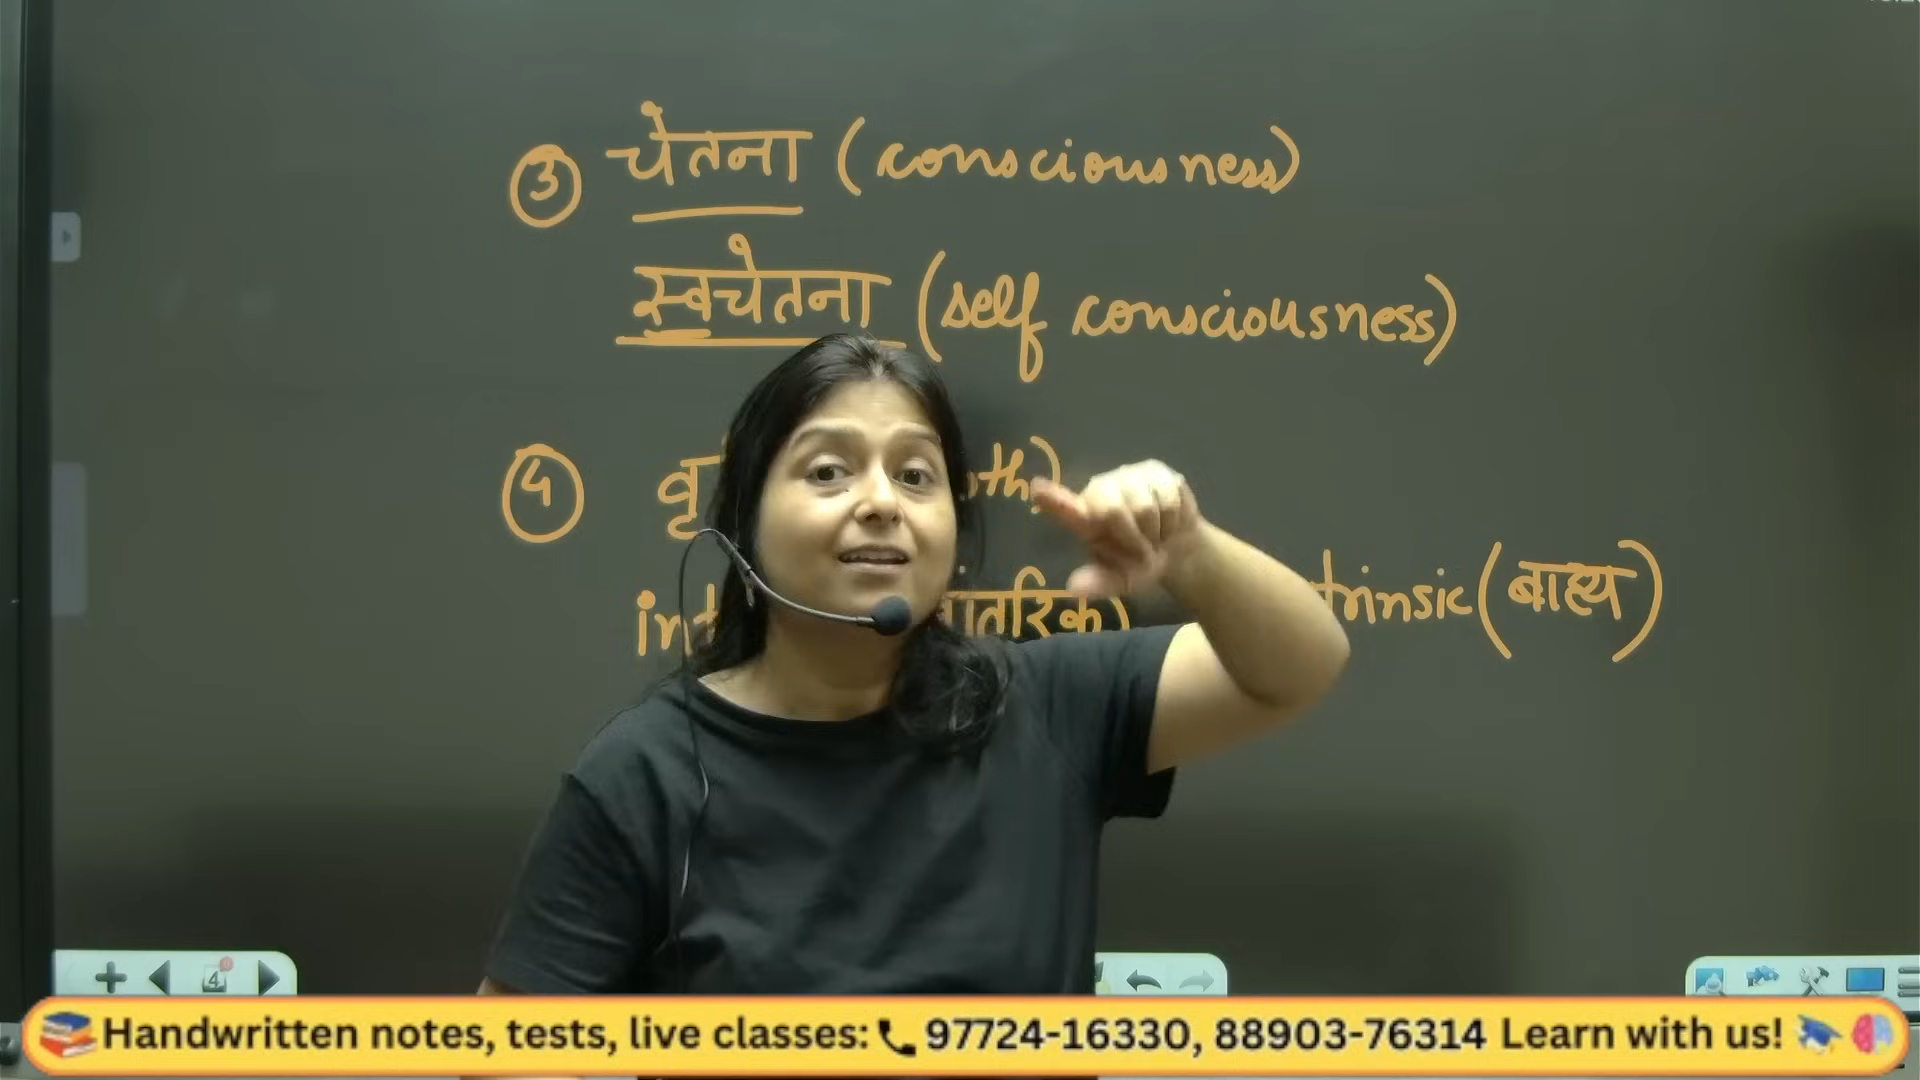 ③ चेतना (consciousness)
स्वचेतना (self consciousness)
④
(बाह्य)
4
Handwritten notes, tests, live classes: 97724-16330, 88903-76314 Learn with us!